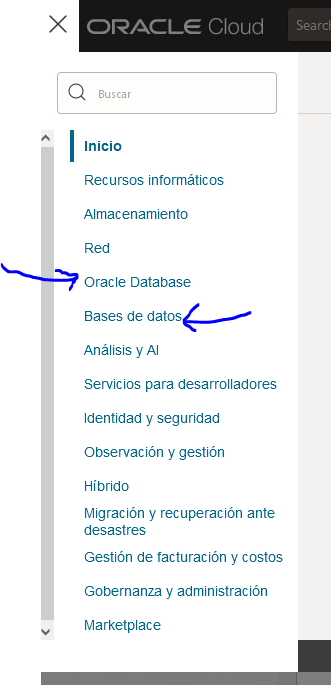 ORACLE Cloud
Searc
Buscar
Inicio
Recursos informáticos
Almacenamiento
Red
Oracle Database
Bases de datos
Análisis y AI
Servicios para desarrolladores
Identidad y seguridad
Observación y gestión
Híbrido
Migración y recuperación ante
desastres
Gestión de facturación y costos
Gobernanza y administración
Marketplace